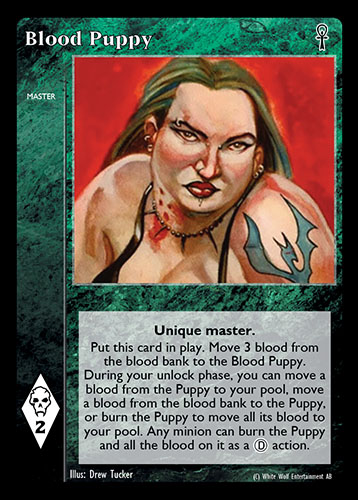 Blood Puppy
MASTER
Unique master.
Put this card in play. Move 3 blood from
the blood bank to the Blood Puppy.
During your unlock phase, you can move a
blood from the Puppy to your pool, move
a blood from the blood bank to the Puppy,
or burn the Puppy to move all its blood to
your pool. Any minion can burn the Puppy
and all the blood on it as a Ⓓ action.
2
Illus: Drew Tucker
(C) White Wolf Entertainment AB